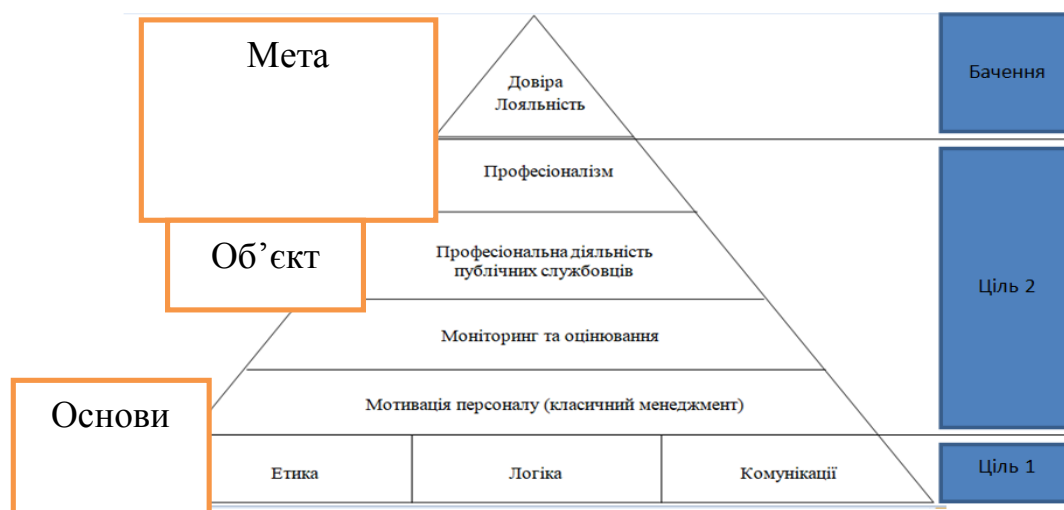 Мета
Довіра
Лояльність
Бачення
Професіоналізм
Об’єкт
Професіональна діяльність
публічних службовців
Ціль 2
Моніторинг та оцінювання
Мотивація персоналу (класичний менеджмент)
Основи
Етика
Логіка
Комунікації
Ціль 1